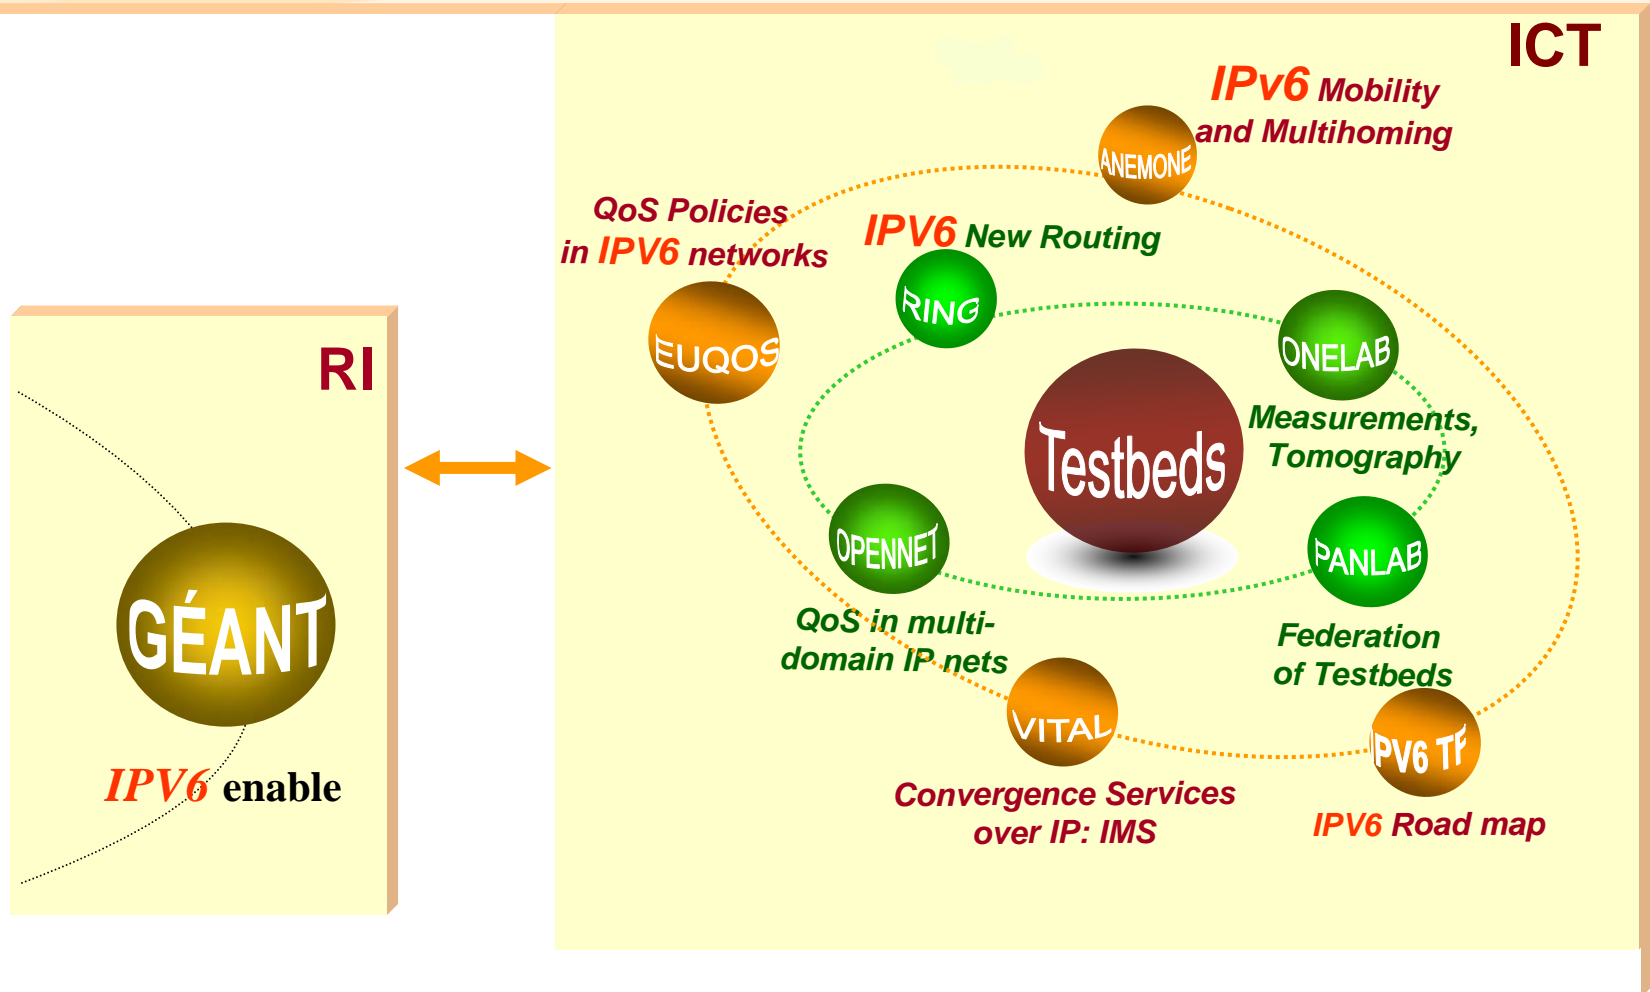 ICT
IPv6 Mobility
and Multihoming
ANEMONE
QoS Policies
in IPV6 networks
EUQOS
IPV6 New Routing
RING
ONELAB
Measurements,
Tomography
Testbeds
OPENNET
QoS in multi-
domain IP nets
PANLAB
Federation
of Testbeds
VITAL
Convergence Services
over IP: IMS
IPV6 TF
IPV6 Road map
RI
GÉANT
IPV6 enable